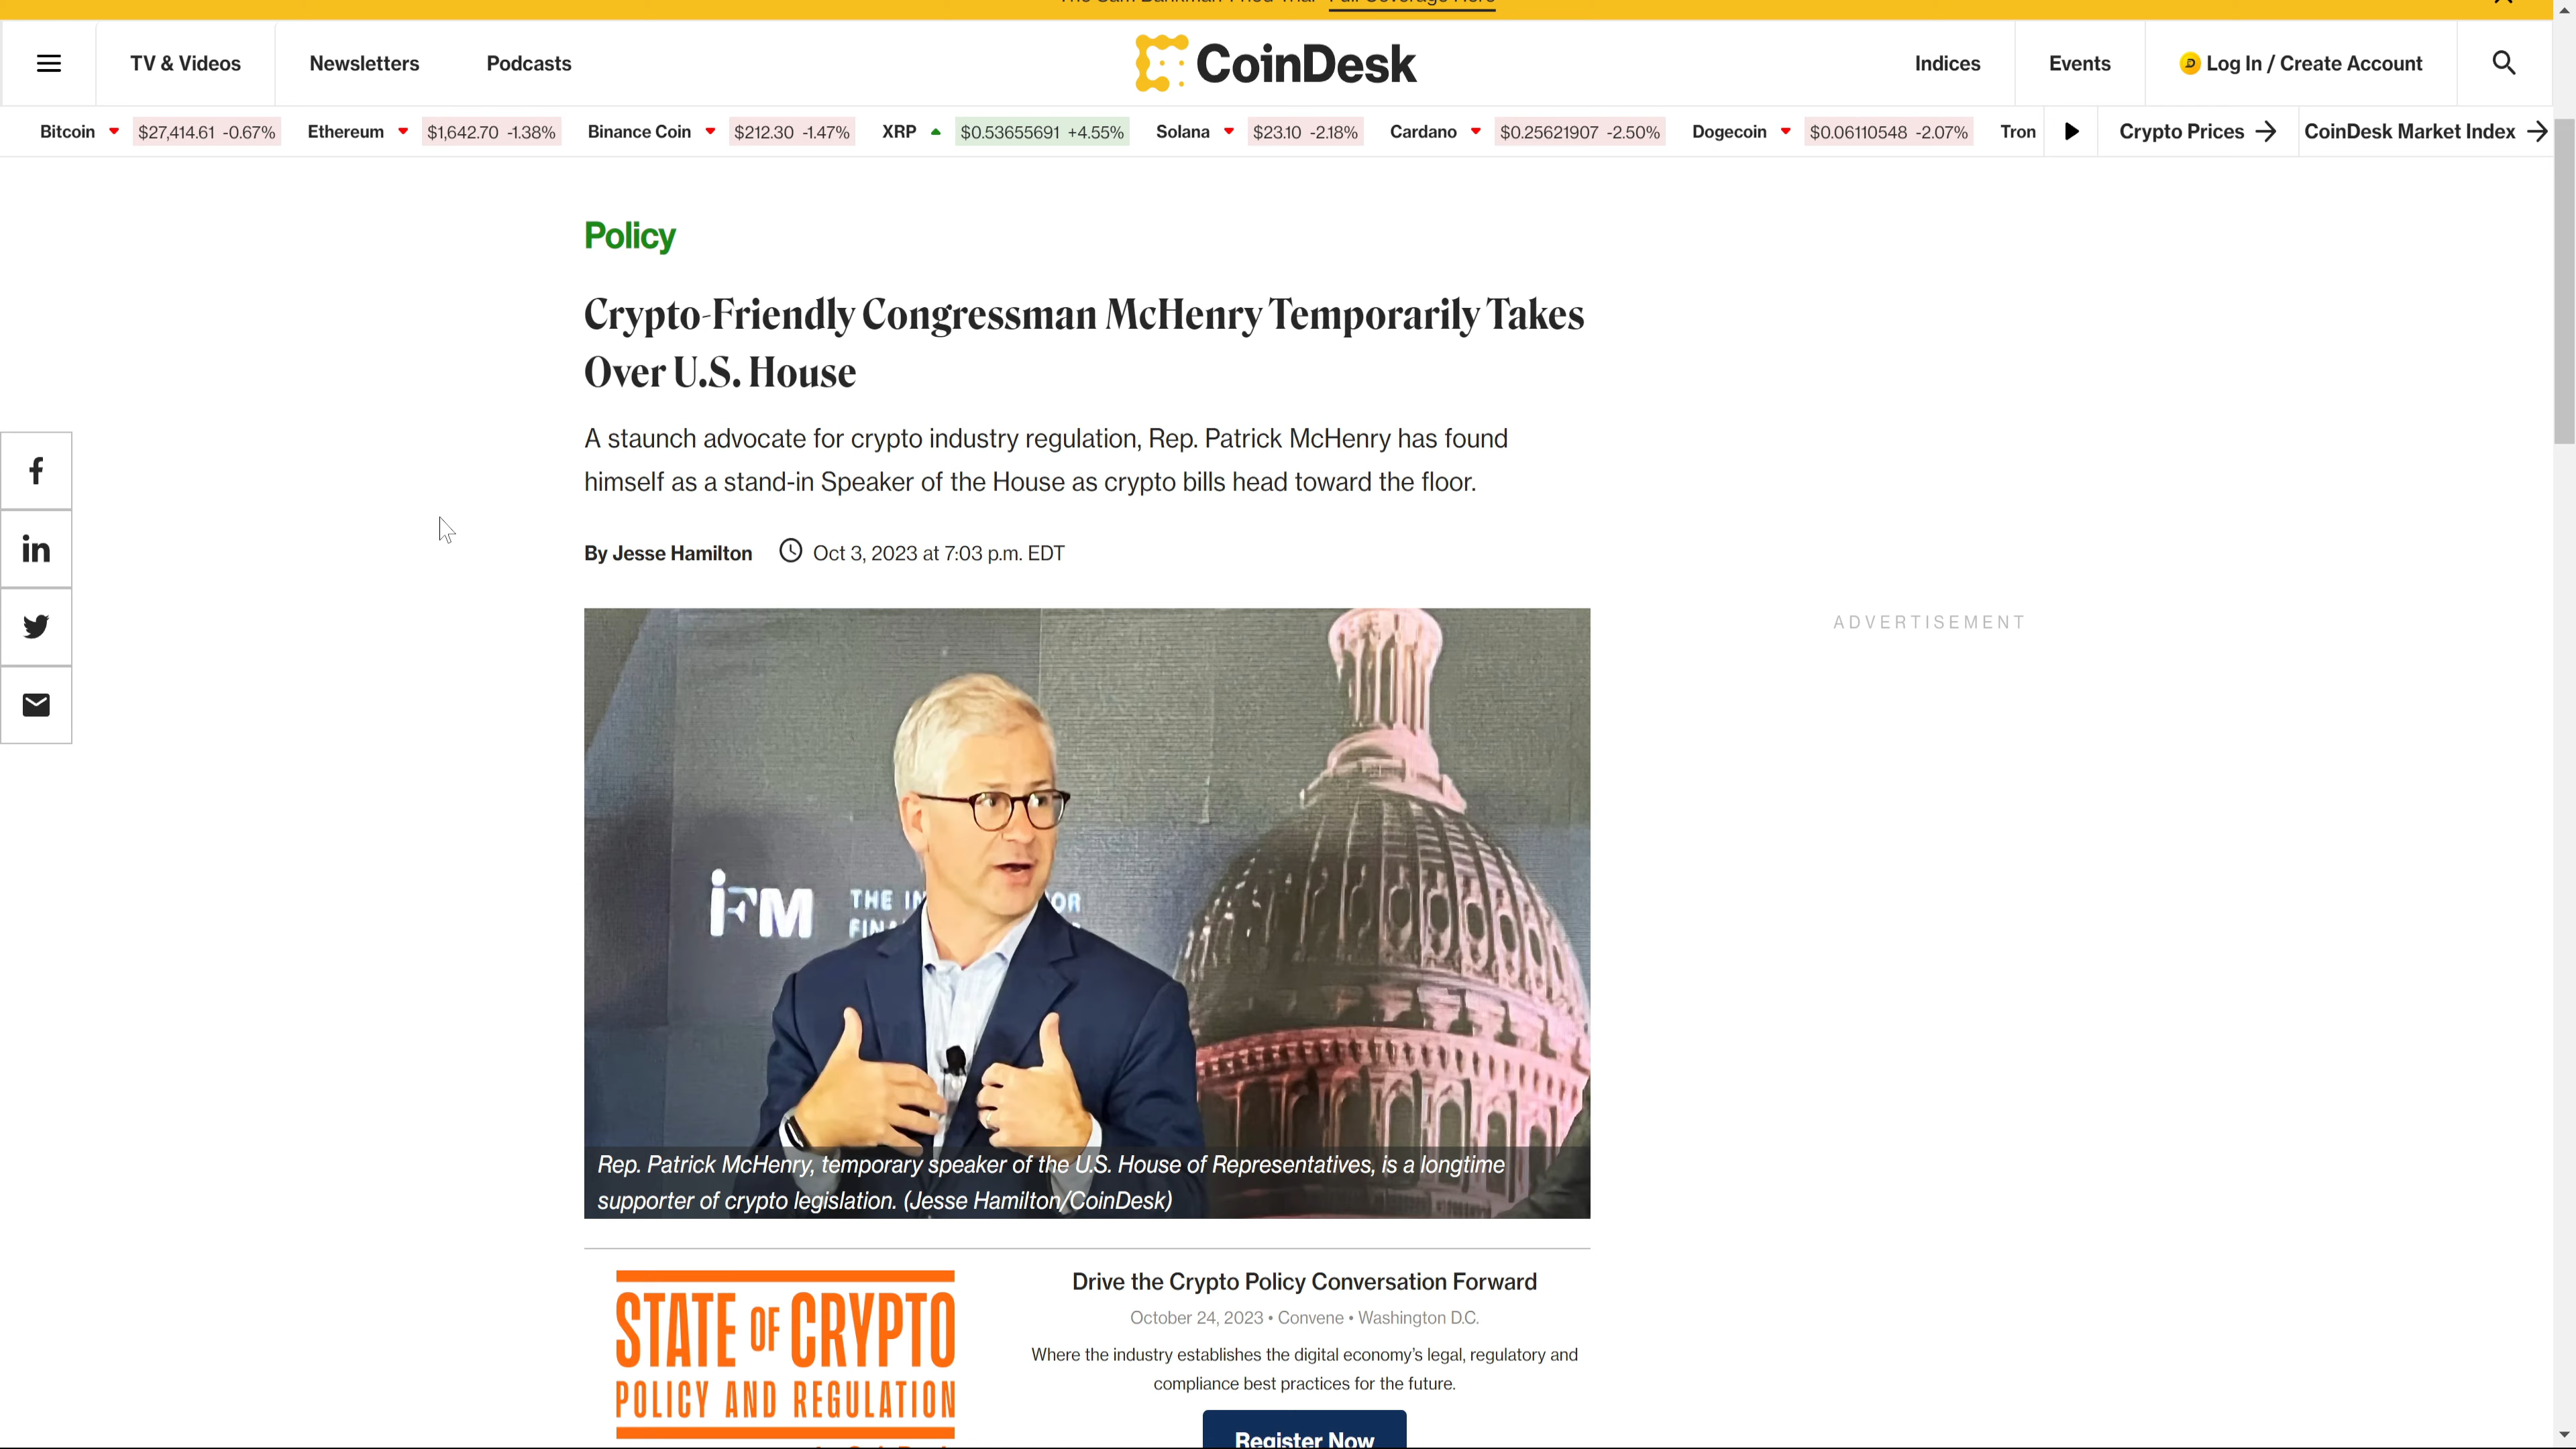 Full Coverage Here
TV & Videos
Newsletters
Podcasts
CoinDesk
Indices
Events
Log In / Create Account
Bitcoin $27,414.61 -0.67% Ethereum $1,642.70 -1.38% Binance Coin $212.30 -1.47% XRP $0.53655691 +4.55% Solana $23.10 -2.18% Cardano $0.25621907 -2.50% Dogecoin $0.06110548 -2.07% Tron
Crypto Prices
CoinDesk Market Index
Policy
Crypto-Friendly Congressman McHenry Temporarily Takes
Over U.S. House
A staunch advocate for crypto industry regulation, Rep. Patrick McHenry has found
himself as a stand-in Speaker of the House as crypto bills head toward the floor.
By Jesse Hamilton Oct 3, 2023 at 7:03 p.m. EDT
ADVERTISEMENT
iFM
THE IN OR
FINA
Rep. Patrick McHenry, temporary speaker of the U.S. House of Representatives, is a longtime
supporter of crypto legislation. (Jesse Hamilton/CoinDesk)
STATE OF CRYPTO
POLICY AND REGULATION
Drive the Crypto Policy Conversation Forward
October 24, 2023 • Convene • Washington D.C.
Where the industry establishes the digital economy's legal, regulatory and
compliance best practices for the future.
Register Now